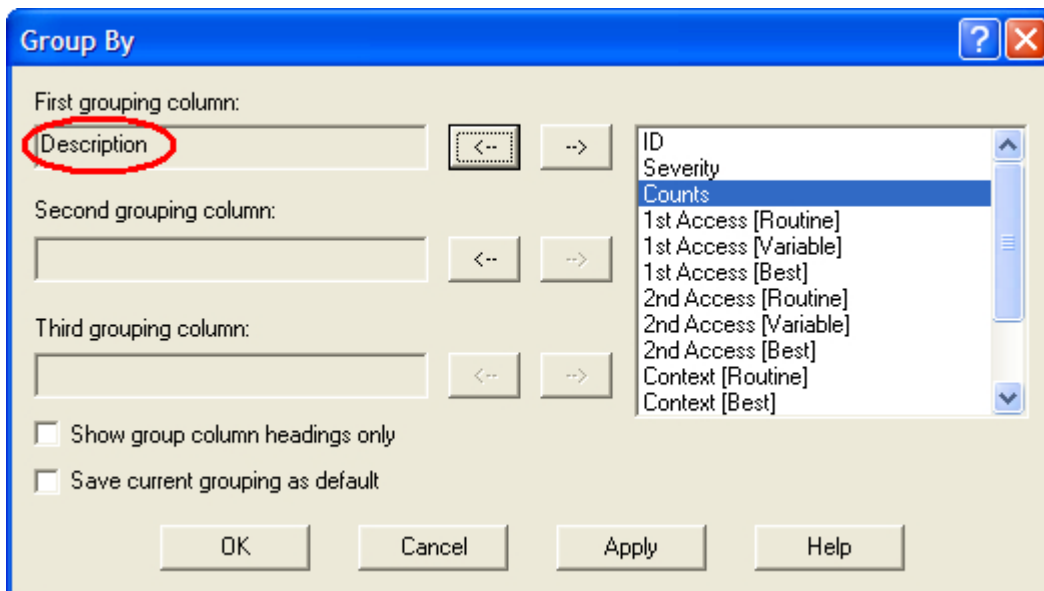 Group By
First grouping column:
Description
<--
-->
Second grouping column:
<--
-->
Third grouping column:
<--
-->
ID
Severity
Counts
1st Access [Routine]
1st Access [Variable]
1st Access [Best]
2nd Access [Routine]
2nd Access [Variable]
2nd Access [Best]
Context [Routine]
Context [Best]
Show group column headings only
Save current grouping as default
OK
Cancel
Apply
Help